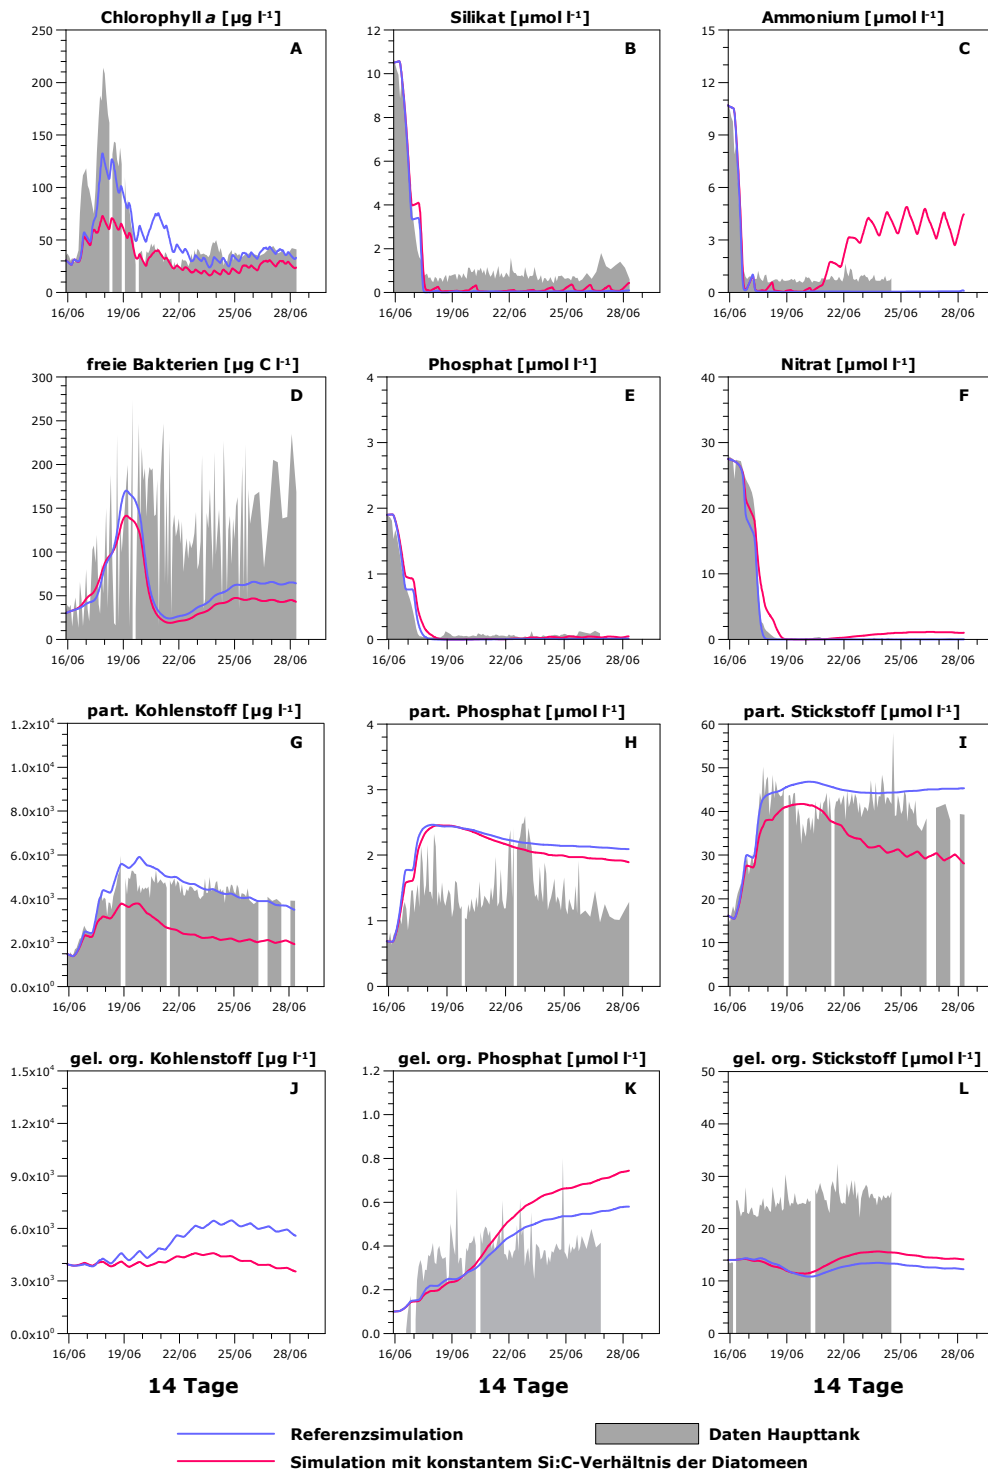 Chlorophyll a [µg l⁻¹] Silikat [µmol l⁻¹] Ammonium [µmol l⁻¹]
250 12 15
A B C
200 10 12
150 8 9
100 6 6
50 4 3
0 2 0
0
16/06 19/06 22/06 25/06 28/06 16/06 19/06 22/06 25/06 28/06 16/06 19/06 22/06 25/06 28/06
freie Bakterien [µg C l⁻¹] Phosphat [µmol l⁻¹] Nitrat [µmol l⁻¹]
300 4 40
D E F
250 3 30
200 2 20
150 1 10
100 0 0
50
0
16/06 19/06 22/06 25/06 28/06 16/06 19/06 22/06 25/06 28/06 16/06 19/06 22/06 25/06 28/06
part. Kohlenstoff [µg l⁻¹] part. Phosphat [µmol l⁻¹] part. Stickstoff [µmol l⁻¹]
1.2x10⁴ 4 60
G H I
1.0x10⁴ 3 50
8.0x10³ 2 40
6.0x10³ 1 30
4.0x10³ 0 20
2.0x10³ 10
0.0x10⁰ 0
16/06 19/06 22/06 25/06 28/06 16/06 19/06 22/06 25/06 28/06 16/06 19/06 22/06 25/06 28/06
gel. org. Kohlenstoff [µg l⁻¹] gel. org. Phosphat [µmol l⁻¹] gel. org. Stickstoff [µmol l⁻¹]
1.5x10⁴ 1.2 50
J K L
1.2x10⁴ 1.0 40
9.0x10³ 0.8 30
6.0x10³ 0.6 20
3.0x10³ 0.4 10
0.0x10⁰ 0.2 0
0.0
16/06 19/06 22/06 25/06 28/06 16/06 19/06 22/06 25/06 28/06 16/06 19/06 22/06 25/06 28/06
14 Tage 14 Tage 14 Tage
Referenzsimulation Daten Haupttank
Simulation mit konstantem Si:C-Verhältnis der Diatomeen